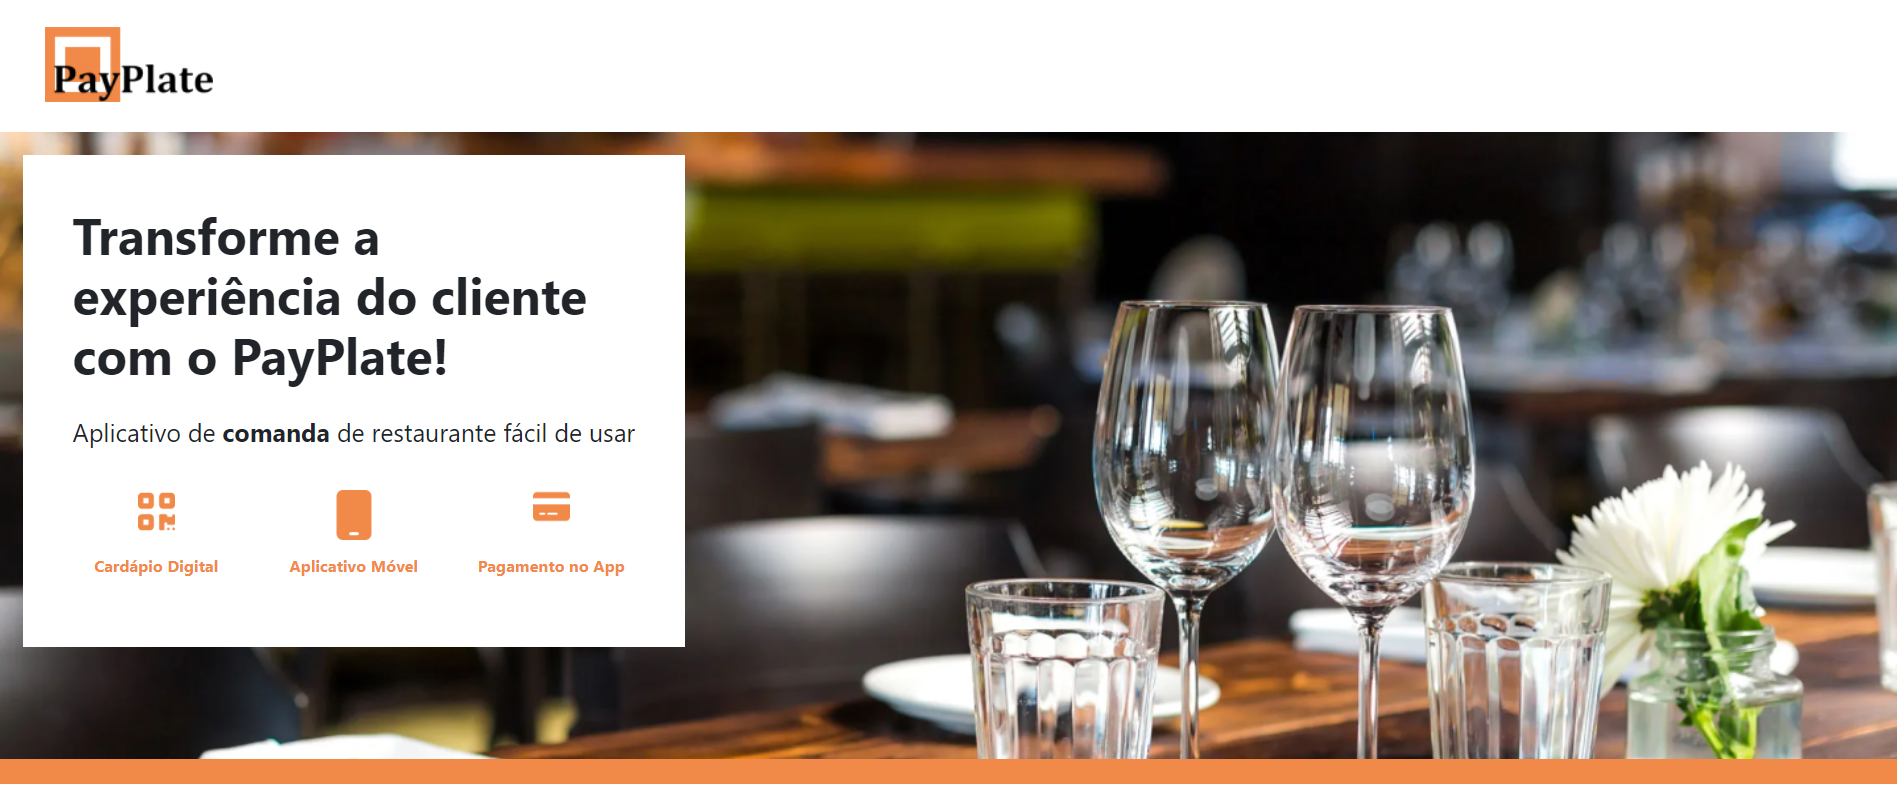 PayPlate
Transforme a
experiência do cliente
com o PayPlate!
Aplicativo de comanda de restaurante fácil de usar
Cardápio Digital
Aplicativo Móvel
Pagamento no App